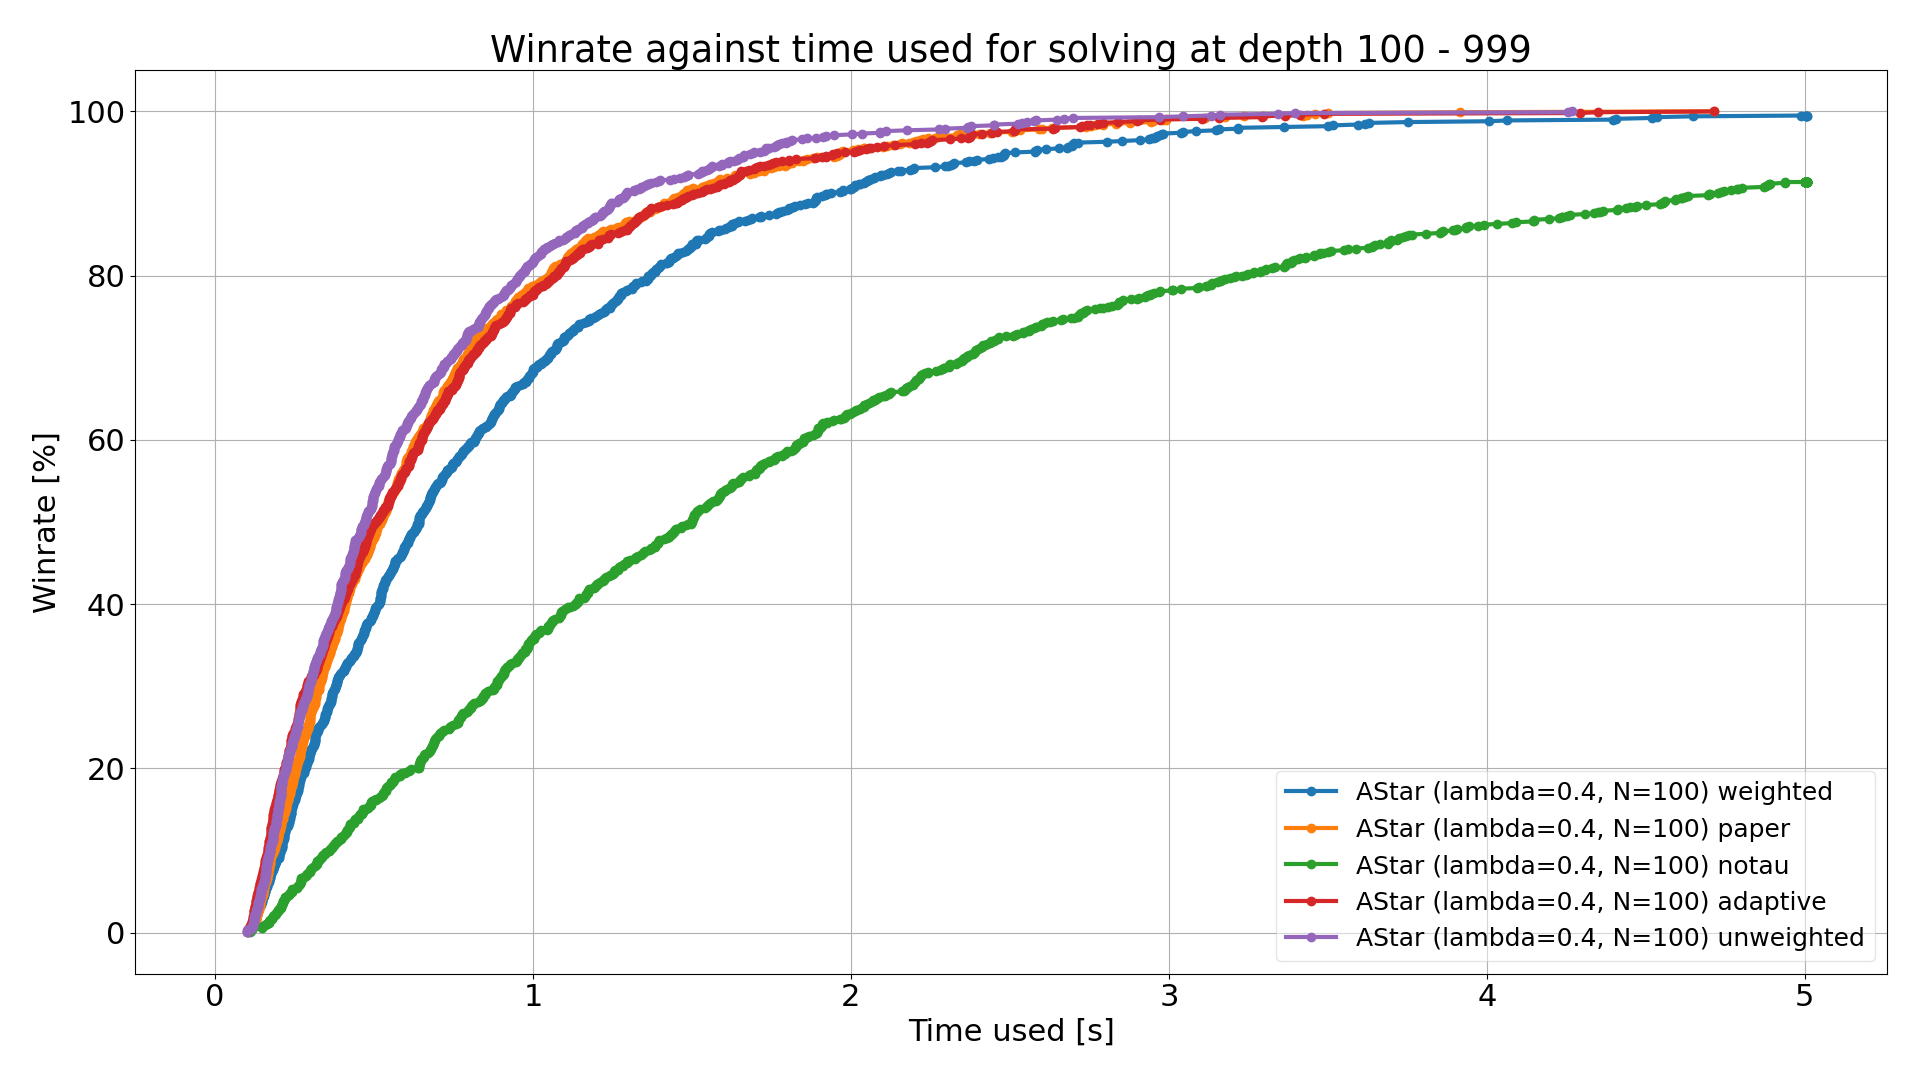 Winrate against time used for solving at depth 100 - 999
Winrate [%]
100
80
60
40
20
0
0 1 2 3 4 5
Time used [s]
AStar (lambda=0.4, N=100) weighted
AStar (lambda=0.4, N=100) paper
AStar (lambda=0.4, N=100) notau
AStar (lambda=0.4, N=100) adaptive
AStar (lambda=0.4, N=100) unweighted